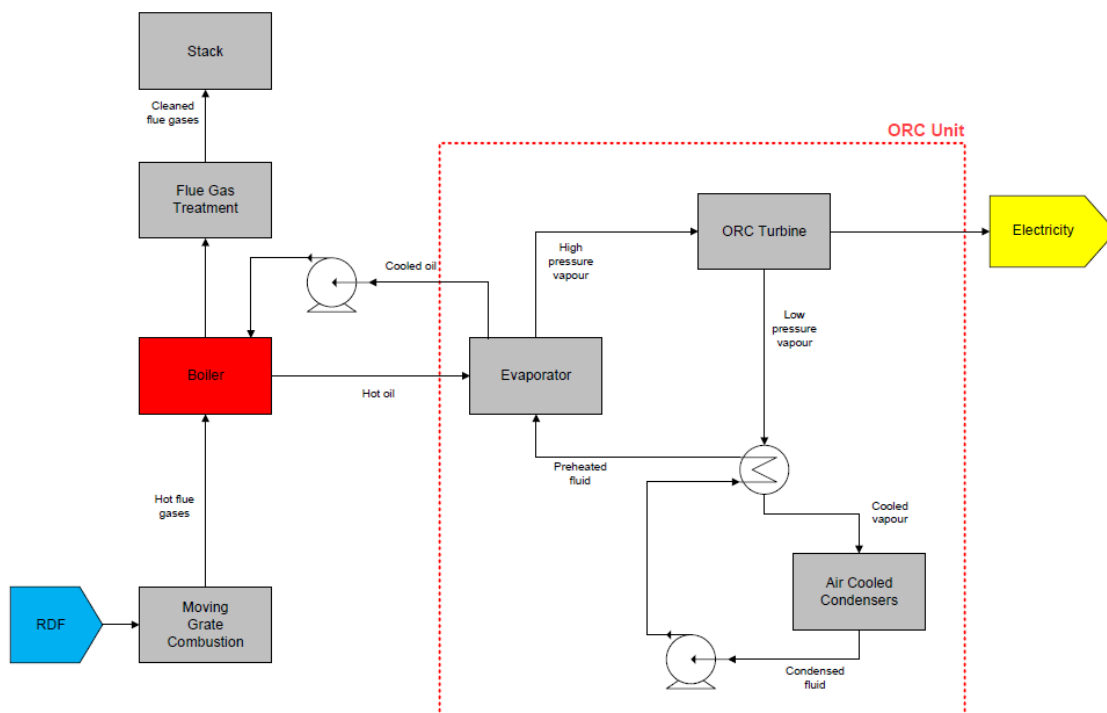 Stack
Cleaned
flue gases
ORC Unit
Flue Gas
Treatment
ORC Turbine
Electricity
High
pressure
vapour
Cooled oil
Low
pressure
vapour
Boiler
Evaporator
Hot oil
Preheated
fluid
Hot flue
gases
Cooled
vapour
Air Cooled
Condensers
RDF
Moving
Grate
Combustion
Condensed
fluid